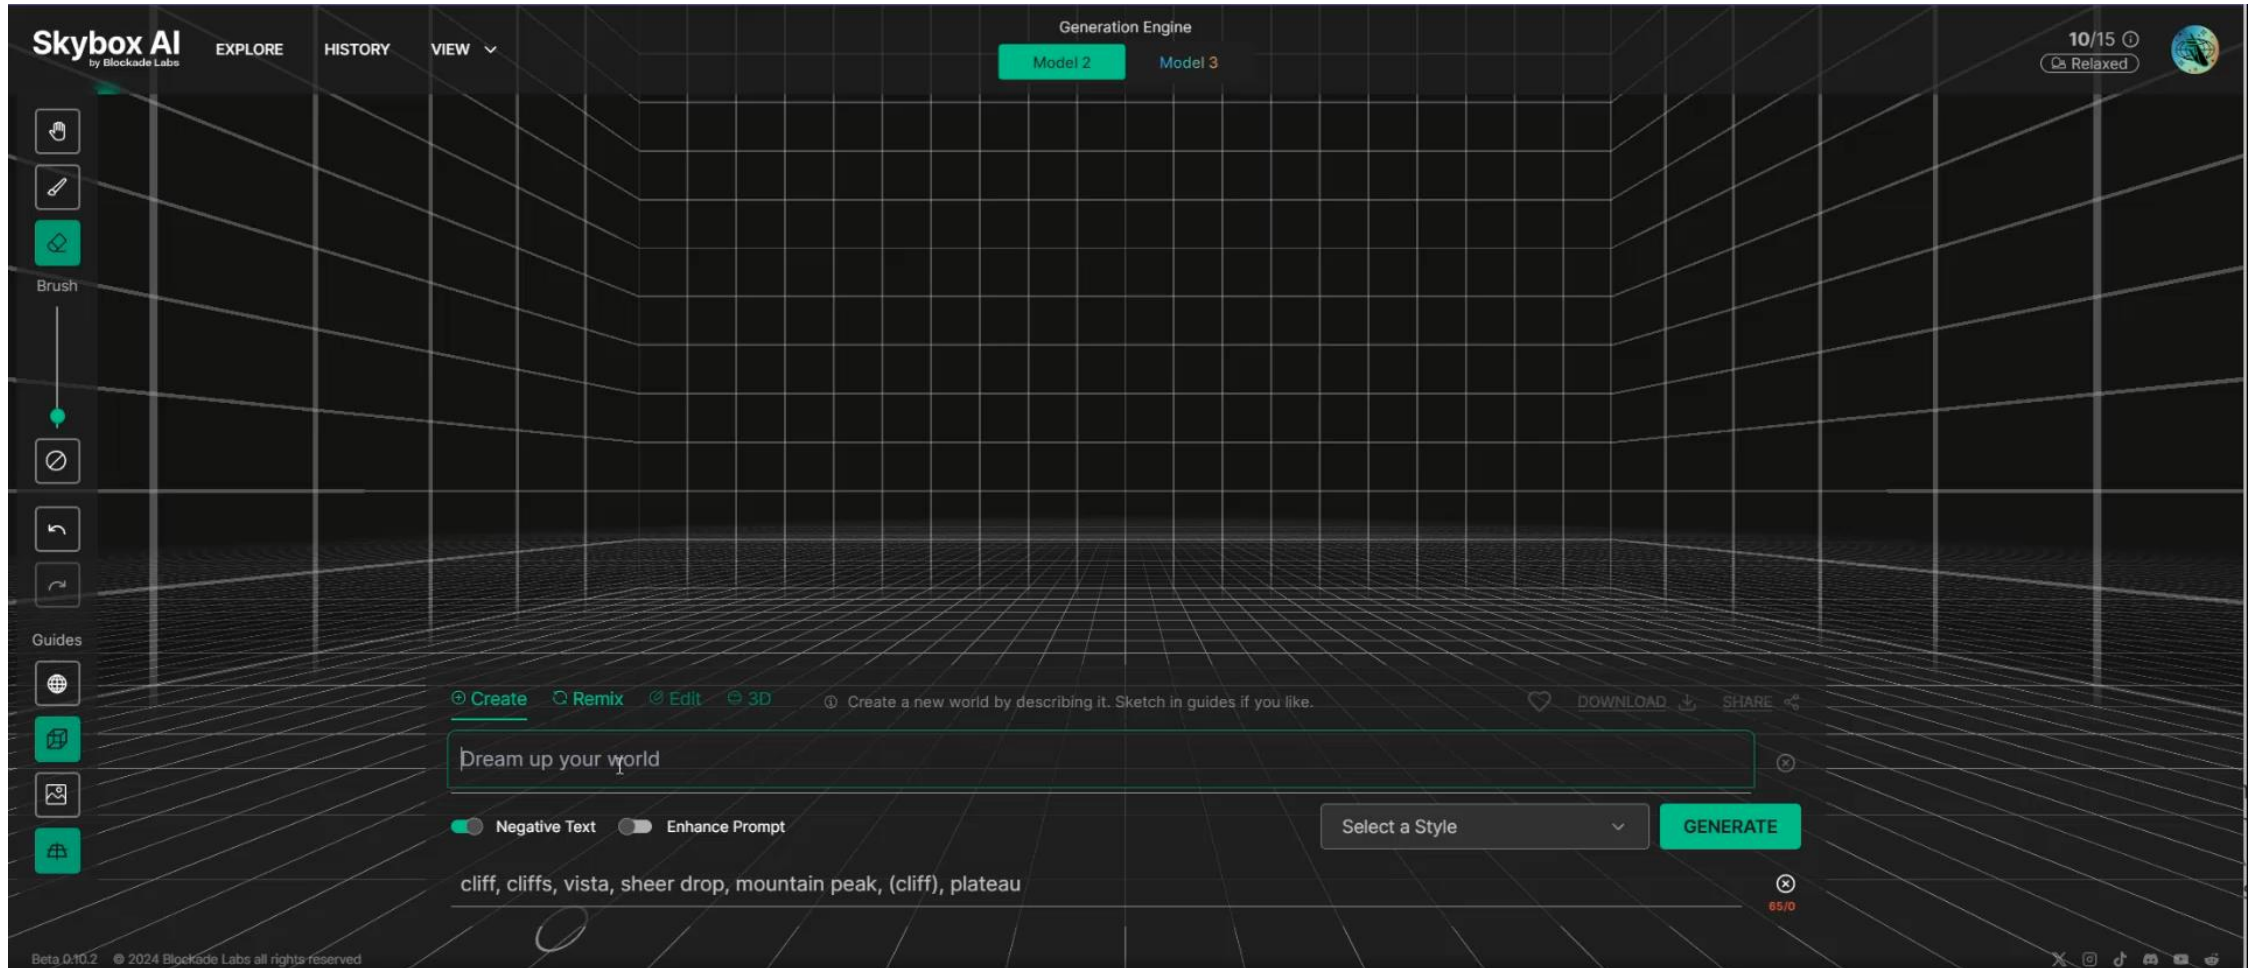 Skybox AI
by Blockade Labs
EXPLORE
HISTORY
VIEW
Generation Engine
Model 2
Model 3
10/15
Relaxed
Brush
Guides
Create
Remix
Edit
3D
Create a new world by describing it. Sketch in guides if you like.
DOWNLOAD
SHARE
Dream up your world
Negative Text
Enhance Prompt
Select a Style
GENERATE
cliff, cliffs, vista, sheer drop, mountain peak, (cliff), plateau
65/0
Beta 0.10.2 © 2024 Blockade Labs all rights reserved